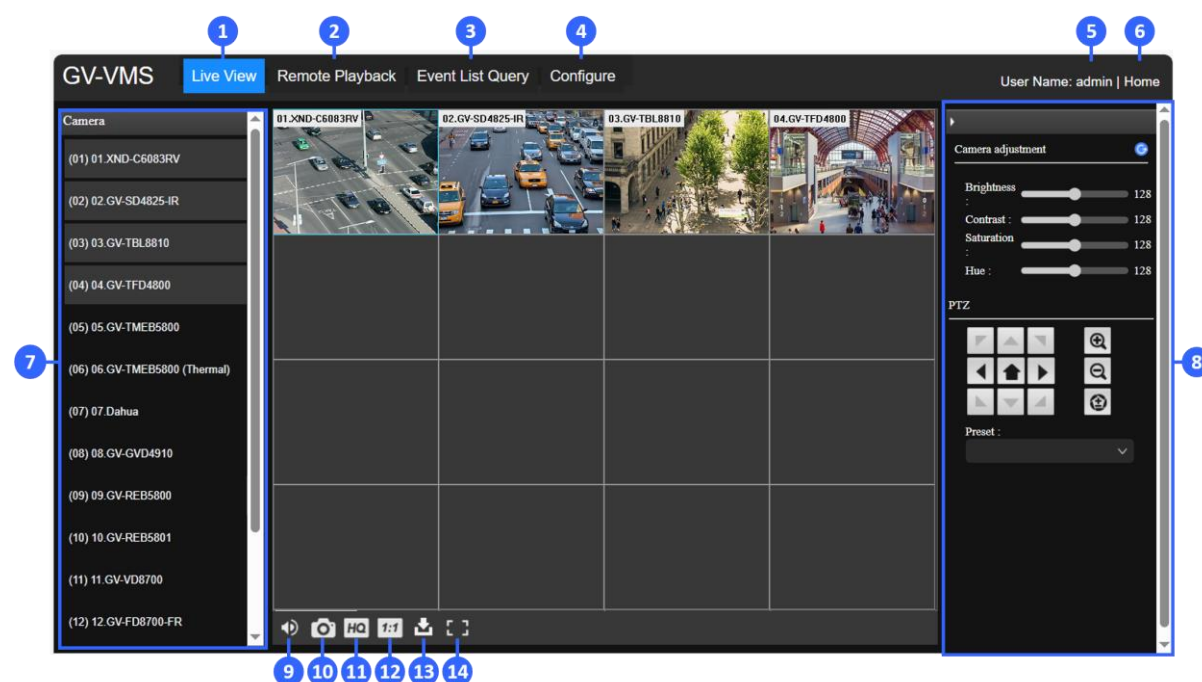 1 2 3 4 5 6
GV-VMS Live View Remote Playback Event List Query Configure User Name: admin | Home
Camera
(01) 01.XND-C6083RV
(02) 02.GV-SD4825-IR
(03) 03.GV-TBL8810
(04) 04.GV-TFD4800
(05) 05.GV-TMEB5800
(06) 06.GV-TMEB5800 (Thermal)
(07) 07.Dahua
(08) 08.GV-GVD4910
(09) 09.GV-REB5800
(10) 10.GV-REB5801
(11) 11.GV-VD8700
(12) 12.GV-FD8700-FR
7
01.XND-C6083RV 02.GV-SD4825-IR 03.GV-TBL8810 04.GV-TFD4800
Camera adjustment
Brightness : 128
Contrast : 128
Saturation : 128
Hue : 128
PTZ
Preset :
8
HQ 1:1
9 10 11 12 13 14